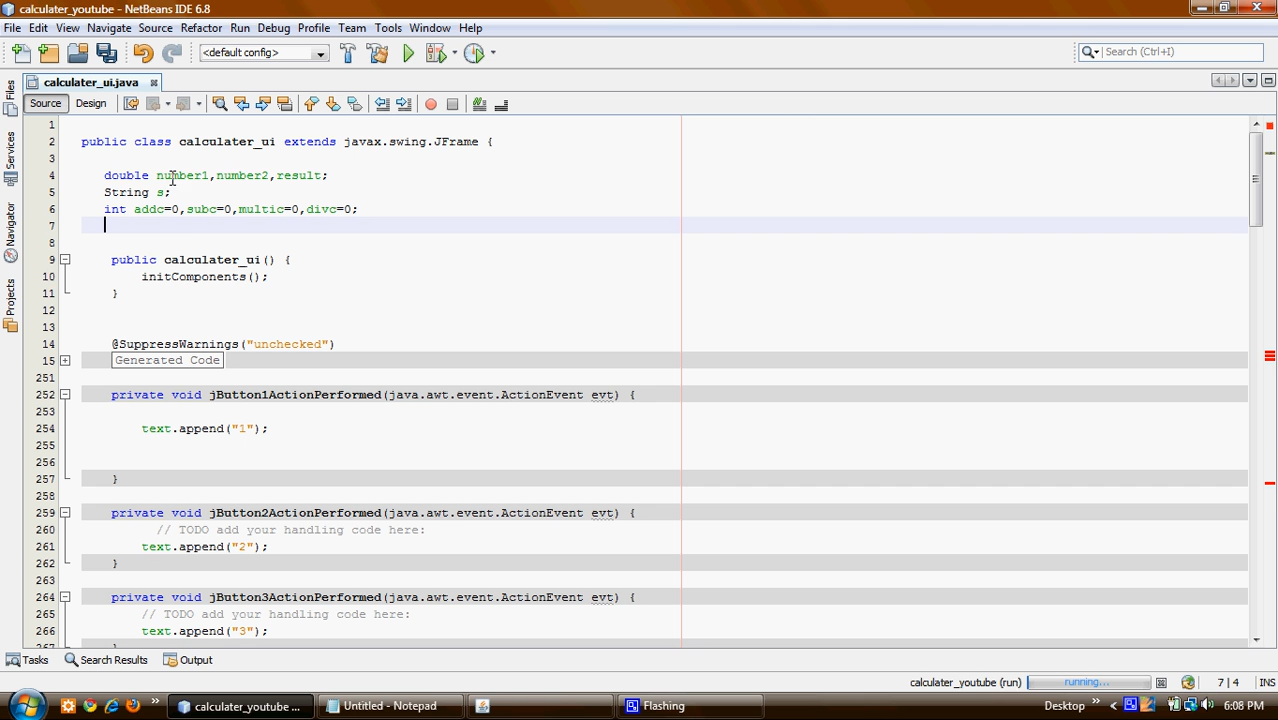 calculater_youtube - NetBeans IDE 6.8
File Edit View Navigate Source Refactor Run Debug Profile Team Tools Window Help
<default config>
Search (Ctrl+I)
calculater_ui.java
Source Design
Files
Services
Navigator
Projects
1
2 public class calculater_ui extends javax.swing.JFrame {
3
4 double number1,number2,result;
5 String s;
6 int addc=0,subc=0,multic=0,divc=0;
7
8
9 public calculater_ui() {
10 initComponents();
11 }
12
13
14 @SuppressWarnings("unchecked")
15 Generated Code
251
252 private void jButton1ActionPerformed(java.awt.event.ActionEvent evt) {
253
254 text.append("1");
255
256
257 }
258
259 private void jButton2ActionPerformed(java.awt.event.ActionEvent evt) {
260 // TODO add your handling code here:
261 text.append("2");
262 }
263
264 private void jButton3ActionPerformed(java.awt.event.ActionEvent evt) {
265 // TODO add your handling code here:
266 text.append("3");
267 }
Tasks Search Results Output
calculater_youtube (run) running... 7 | 4 INS
calculater_youtube ... Untitled - Notepad Flashing Desktop 6:08 PM